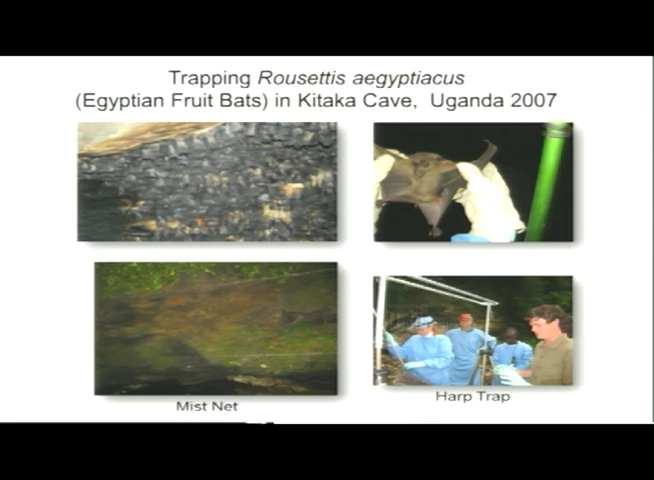 Trapping Rousettis aegyptiacus
(Egyptian Fruit Bats) in Kitaka Cave, Uganda 2007
Mist Net
Harp Trap